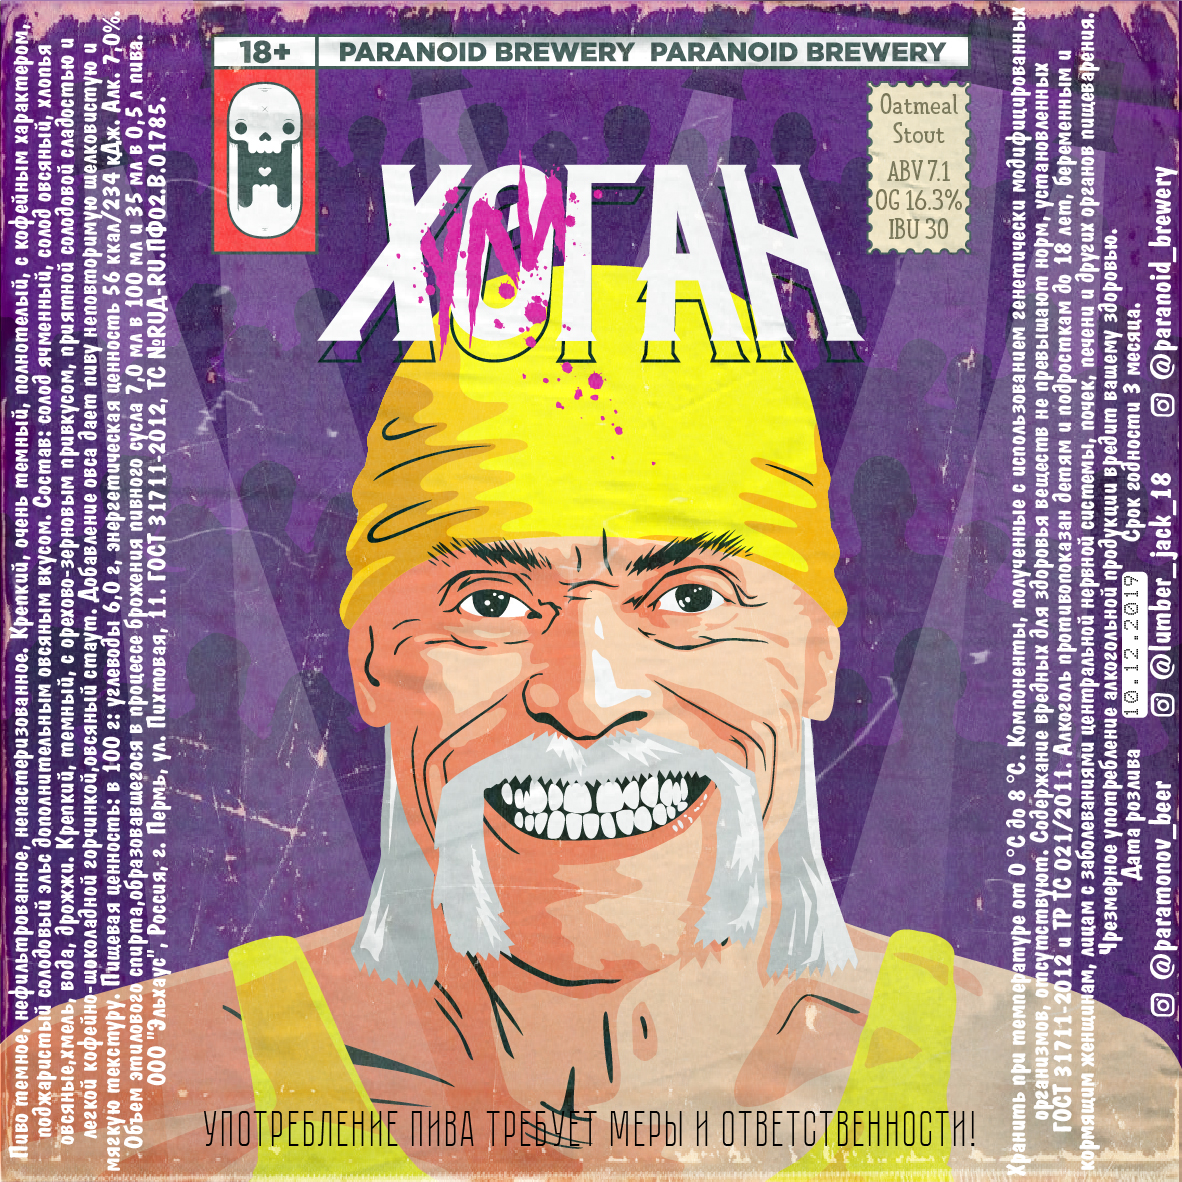 18+
PARANOID BREWERY PARANOID BREWERY
Oatmeal
Stout
ABV 7.1
OG 16.3%
IBU 30
ХОГАН
Пиво темное, нефильтрованное, непастеризованное. Крепкий, очень темный, полнотелый, с кофейным характером,
поджаристый солодовый эльс дополнительным овсяным вкусом. Состав: солод ячменный, солод овсяный, хлопья
овсяные,хмель, вода, дрожжи. Крепкий, темный, с орехово-зерновым привкусом, приятной солодовой сладостью и
легкой кофейно-шоколадной горчинкой,овсяный стаут. Добавление овса дает пиву неповторимую шелковистую и
мягкую текстуру. Пищевая ценность: в 100 г: углеводы 6,0 г, энергетическая ценность 56 ккал/234 кДж. Алк. 7,0%.
Объем этилового спирта,образовавшегося в процессе брожения пивного сусла 7,0 мл в 100 мл и 35 мл в 0,5 л пива.
ООО "Эльхаус", Россия, г. Пермь, ул. Пихтовая, 11. ГОСТ 31711-2012, ТС №RUД-RU.ПФ02.В.01785.
Хранить при температуре от 0 °С до 8 °С. Компоненты, полученные с использованием генетически модифицированных
организмов, отсутствуют. Содержание вредных для здоровья веществ не превышают норм, установленных
ГОСТ 31711-2012 и ТР ТС 021/2011. Алкоголь противопоказан детям и подросткам до 18 лет, беременным и
кормящим женщинам, лицам с заболеваниями центральной нервной системы, почек, печени и других органов пищеварения.
Чрезмерное употребление алкогольной продукции вредит вашему здоровью.
Дата розлива 10.12.2019 Срок годности 3 месяца.
@paramonov_beer @lumber_jack_18 @paranoid_brewery
УПОТРЕБЛЕНИЕ ПИВА ТРЕБУЕТ МЕРЫ И ОТВЕТСТВЕННОСТИ!